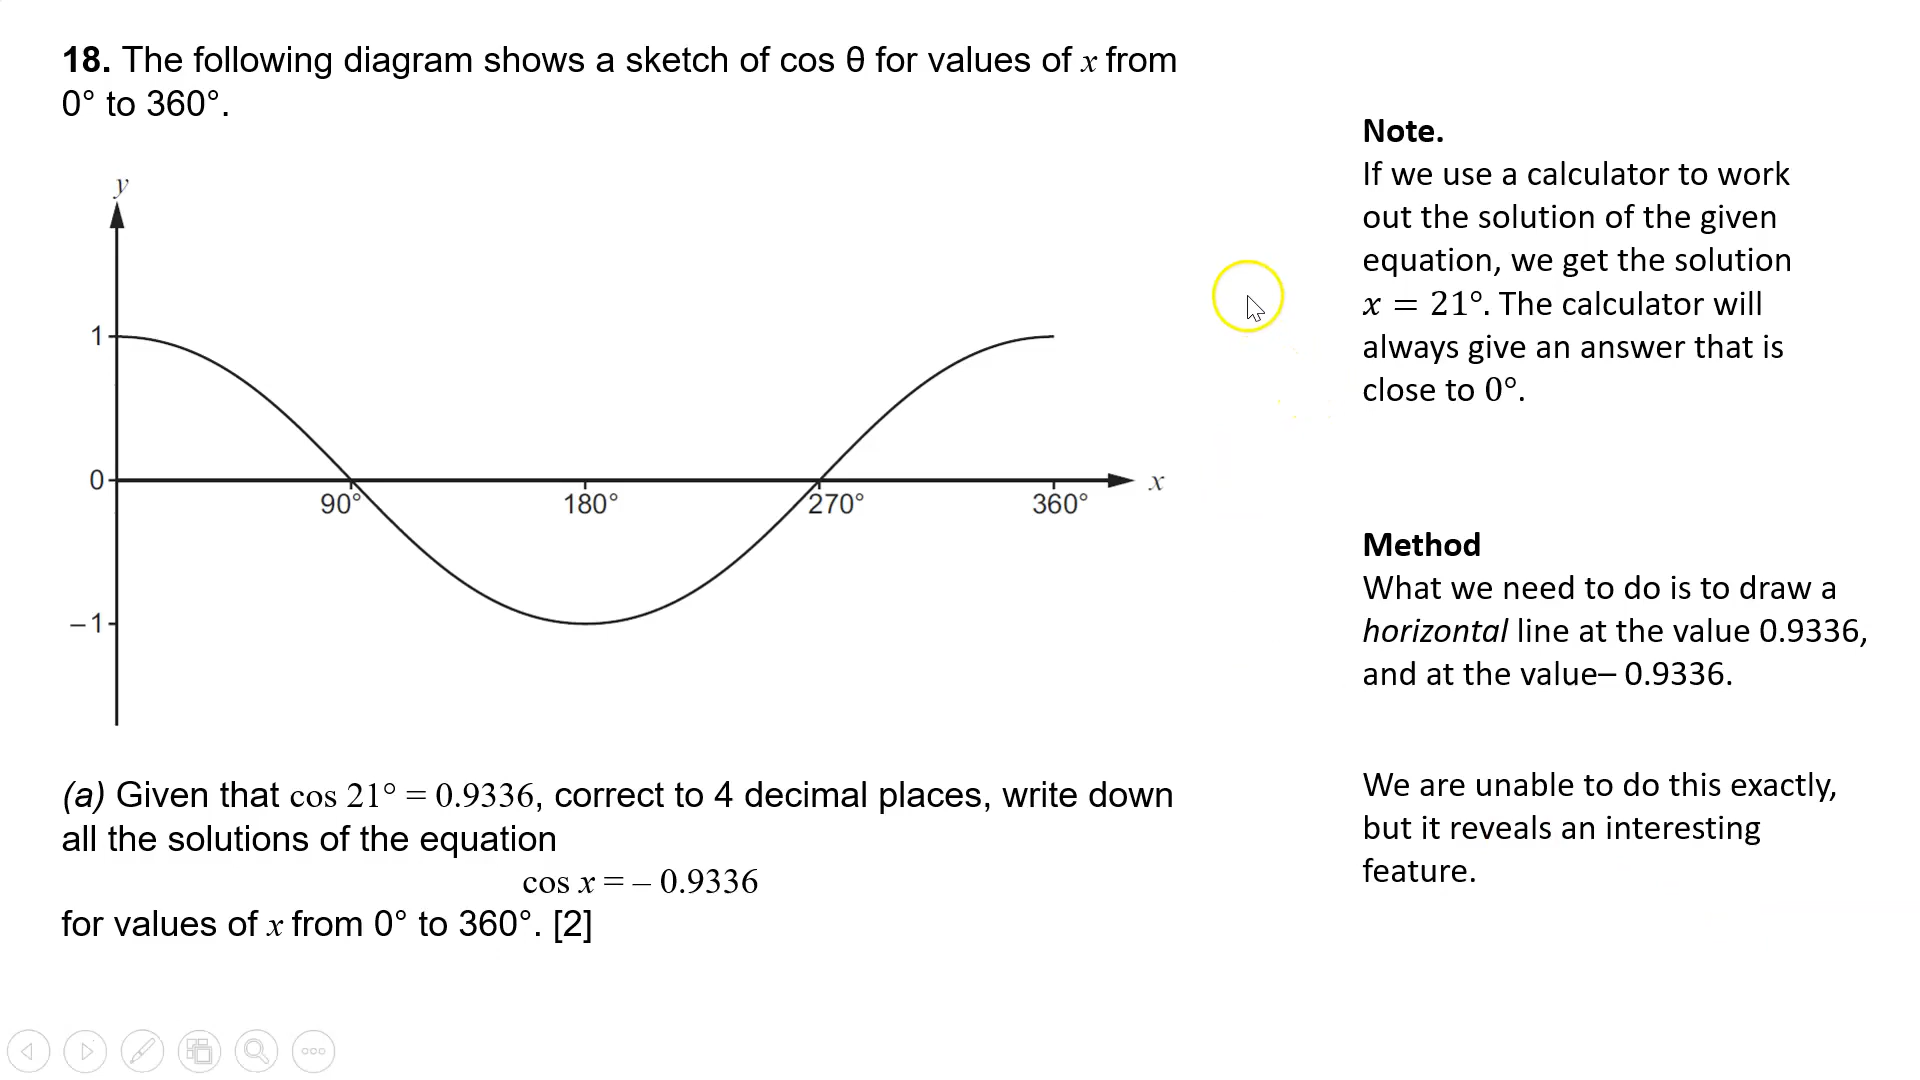 18. The following diagram shows a sketch of cos θ for values of x from
0° to 360°.
y
1
0
90°
180°
270°
360°
x
–1
(a) Given that cos 21° = 0.9336, correct to 4 decimal places, write down
all the solutions of the equation
cos x = – 0.9336
for values of x from 0° to 360°. [2]
Note.
If we use a calculator to work
out the solution of the given
equation, we get the solution
x = 21°. The calculator will
always give an answer that is
close to 0°.
Method
What we need to do is to draw a
horizontal line at the value 0.9336,
and at the value– 0.9336.
We are unable to do this exactly,
but it reveals an interesting
feature.